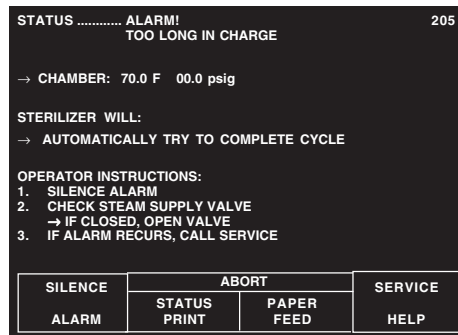 STATUS ............ ALARM! 205
TOO LONG IN CHARGE
→ CHAMBER: 70.0 F 00.0 psig
STERILIZER WILL:
→ AUTOMATICALLY TRY TO COMPLETE CYCLE
OPERATOR INSTRUCTIONS:
1. SILENCE ALARM
2. CHECK STEAM SUPPLY VALVE
→ IF CLOSED, OPEN VALVE
3. IF ALARM RECURS, CALL SERVICE
SILENCE ALARM
ABORT
STATUS PRINT
PAPER FEED
SERVICE HELP